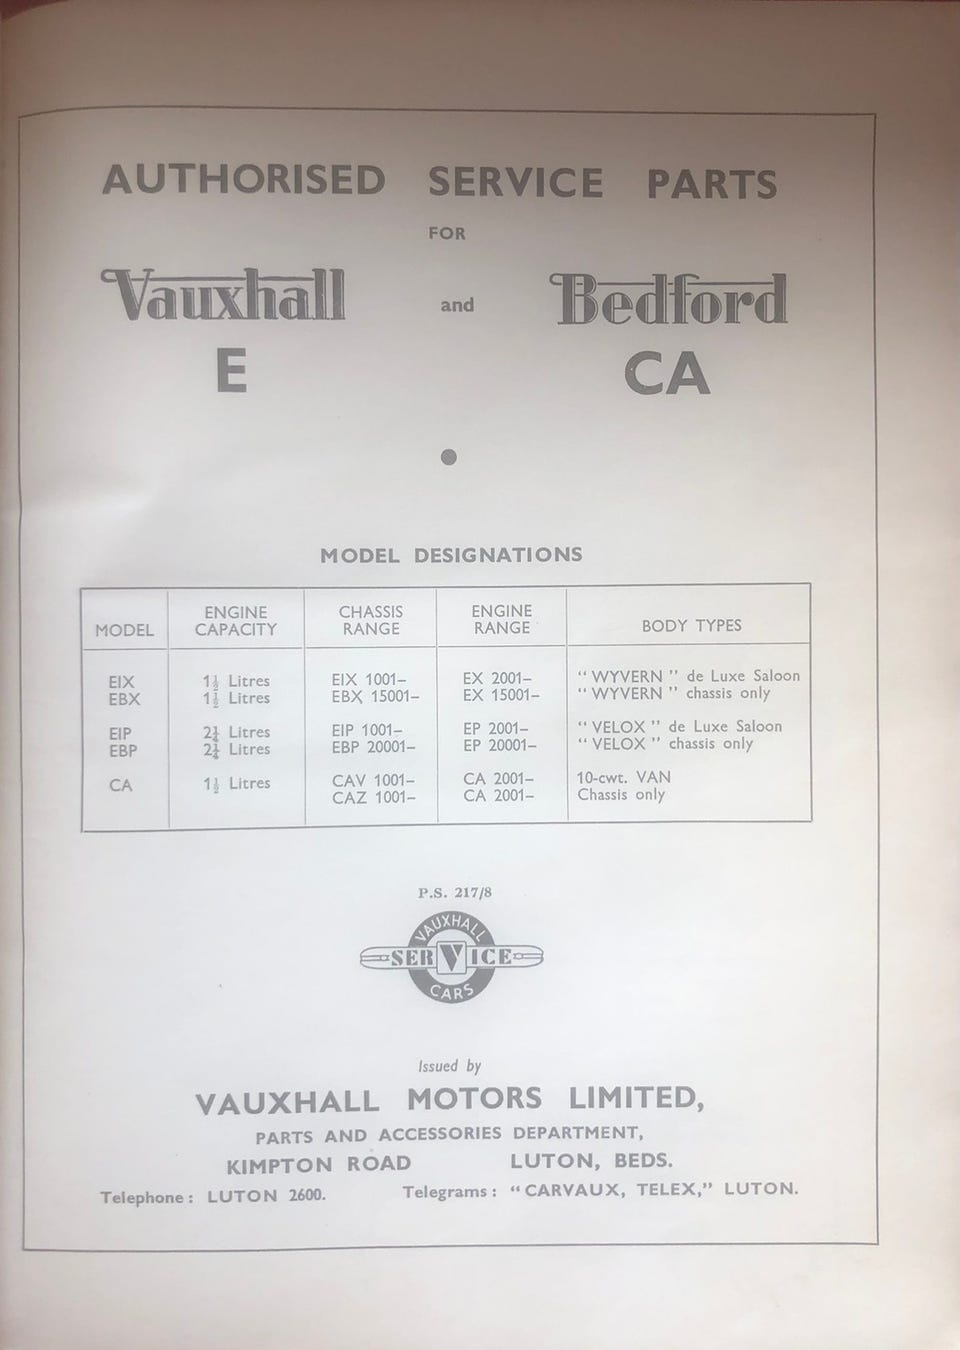 AUTHORISED SERVICE PARTS
FOR
Vauxhall and Bedford
E CA
MODEL DESIGNATIONS
MODEL ENGINE CAPACITY CHASSIS RANGE ENGINE RANGE BODY TYPES
EIX 1½ Litres EIX 1001– EX 2001– “ WYVERN ” de Luxe Saloon
EBX 1½ Litres EBX 15001– EX 15001– “ WYVERN ” chassis only
EIP 2¼ Litres EIP 1001– EP 2001– “ VELOX ” de Luxe Saloon
EBP 2¼ Litres EBP 20001– EP 20001– “ VELOX ” chassis only
CA 1½ Litres CAV 1001– CA 2001– 10-cwt. VAN
CAZ 1001– CA 2001– Chassis only
P.S. 217/8
VAUXHALL
SERVICE
CARS
Issued by
VAUXHALL MOTORS LIMITED,
PARTS AND ACCESSORIES DEPARTMENT,
KIMPTON ROAD LUTON, BEDS.
Telephone : LUTON 2600. Telegrams : “CARVAUX, TELEX,” LUTON.